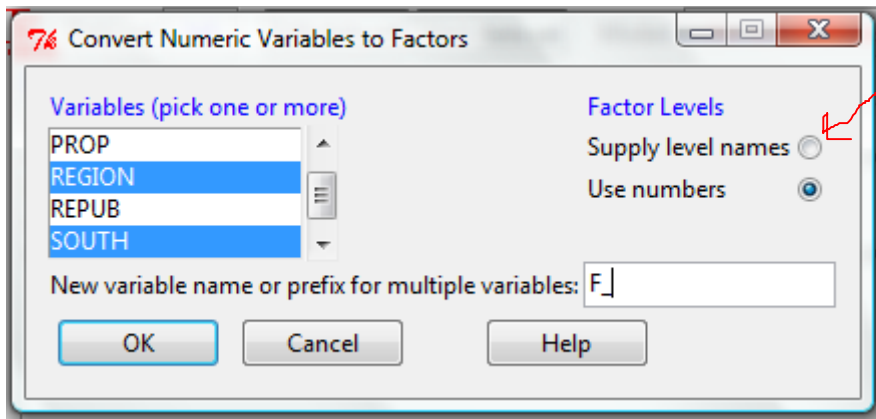 Convert Numeric Variables to Factors
Variables (pick one or more)
PROP
REGION
REPUB
SOUTH
Factor Levels
Supply level names
Use numbers
New variable name or prefix for multiple variables: F_
OK Cancel Help